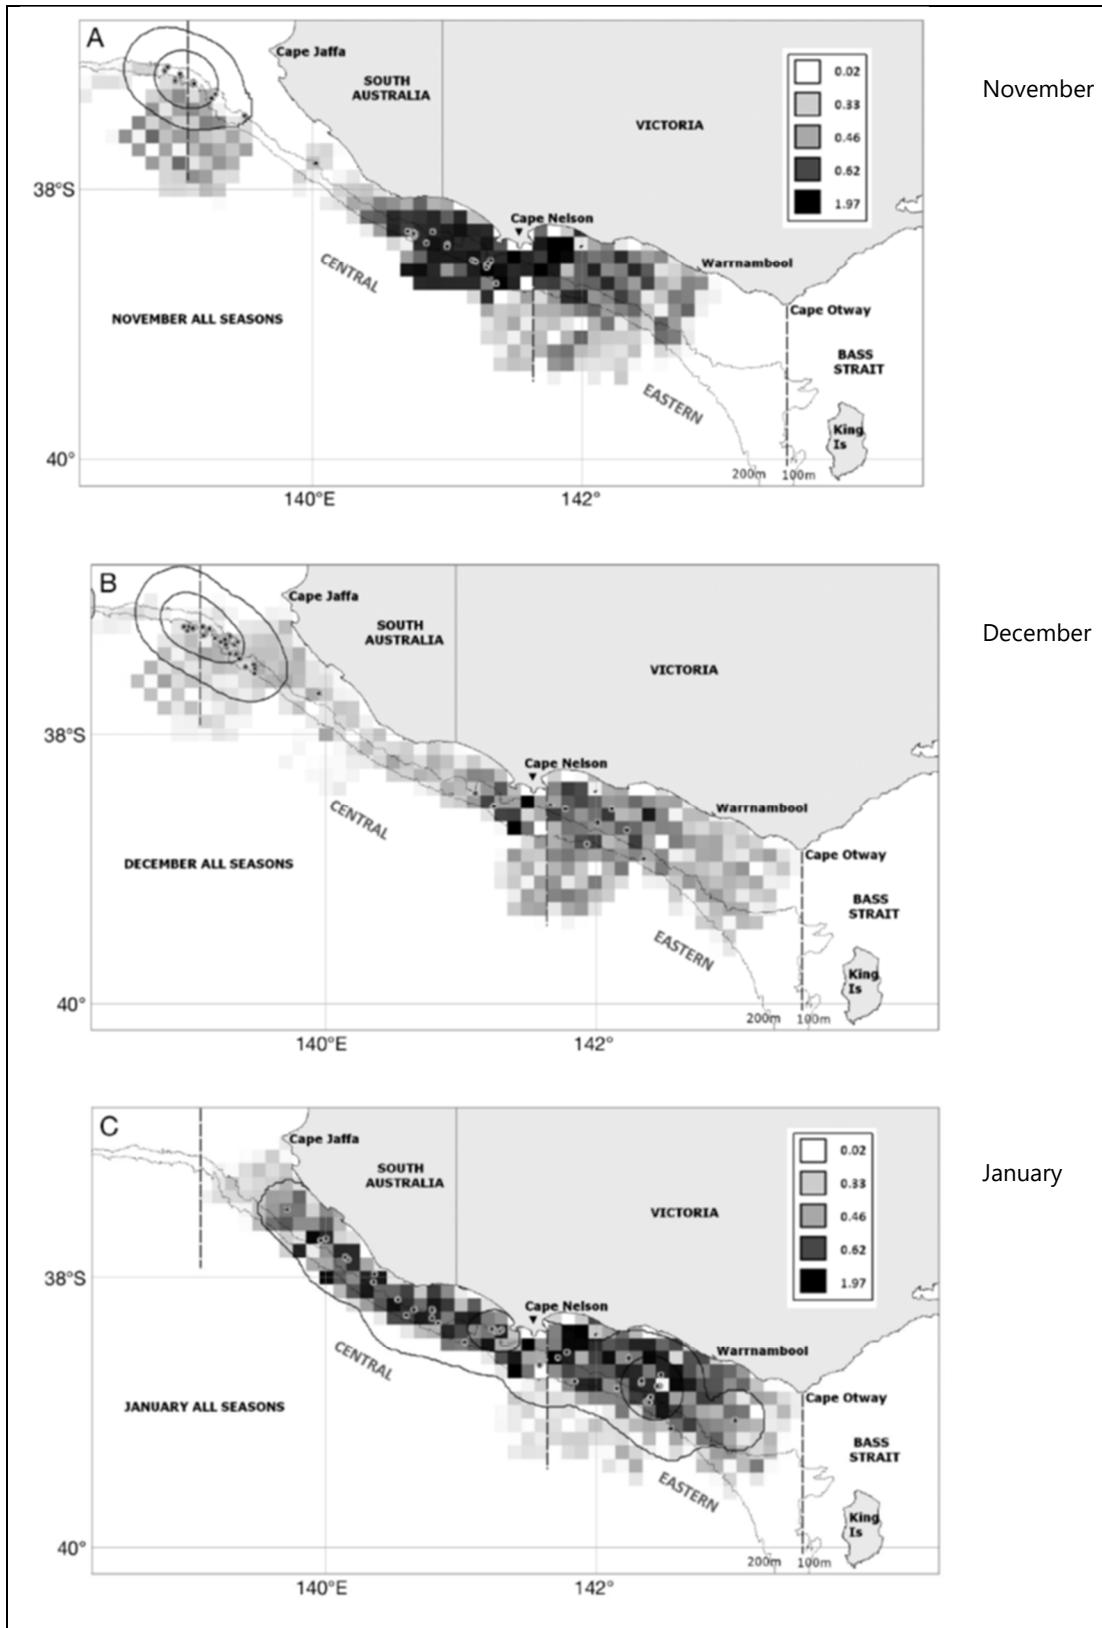 A
Cape Jaffa
SOUTH
AUSTRALIA
VICTORIA
0.02
0.33
0.46
0.62
1.97
November
38°S
Cape Nelson
Warrnambool
CENTRAL
NOVEMBER ALL SEASONS
Cape Otway
BASS
STRAIT
EASTERN
King
Is
40°
200m
100m
140°E
142°
B
Cape Jaffa
SOUTH
AUSTRALIA
VICTORIA
December
38°S
Cape Nelson
Warrnambool
CENTRAL
DECEMBER ALL SEASONS
Cape Otway
BASS
STRAIT
EASTERN
King
Is
40°
200m
100m
140°E
142°
C
Cape Jaffa
SOUTH
AUSTRALIA
VICTORIA
0.02
0.33
0.46
0.62
1.97
January
38°S
Cape Nelson
Warrnambool
CENTRAL
JANUARY ALL SEASONS
Cape Otway
BASS
STRAIT
EASTERN
King
Is
40°
200m
100m
140°E
142°